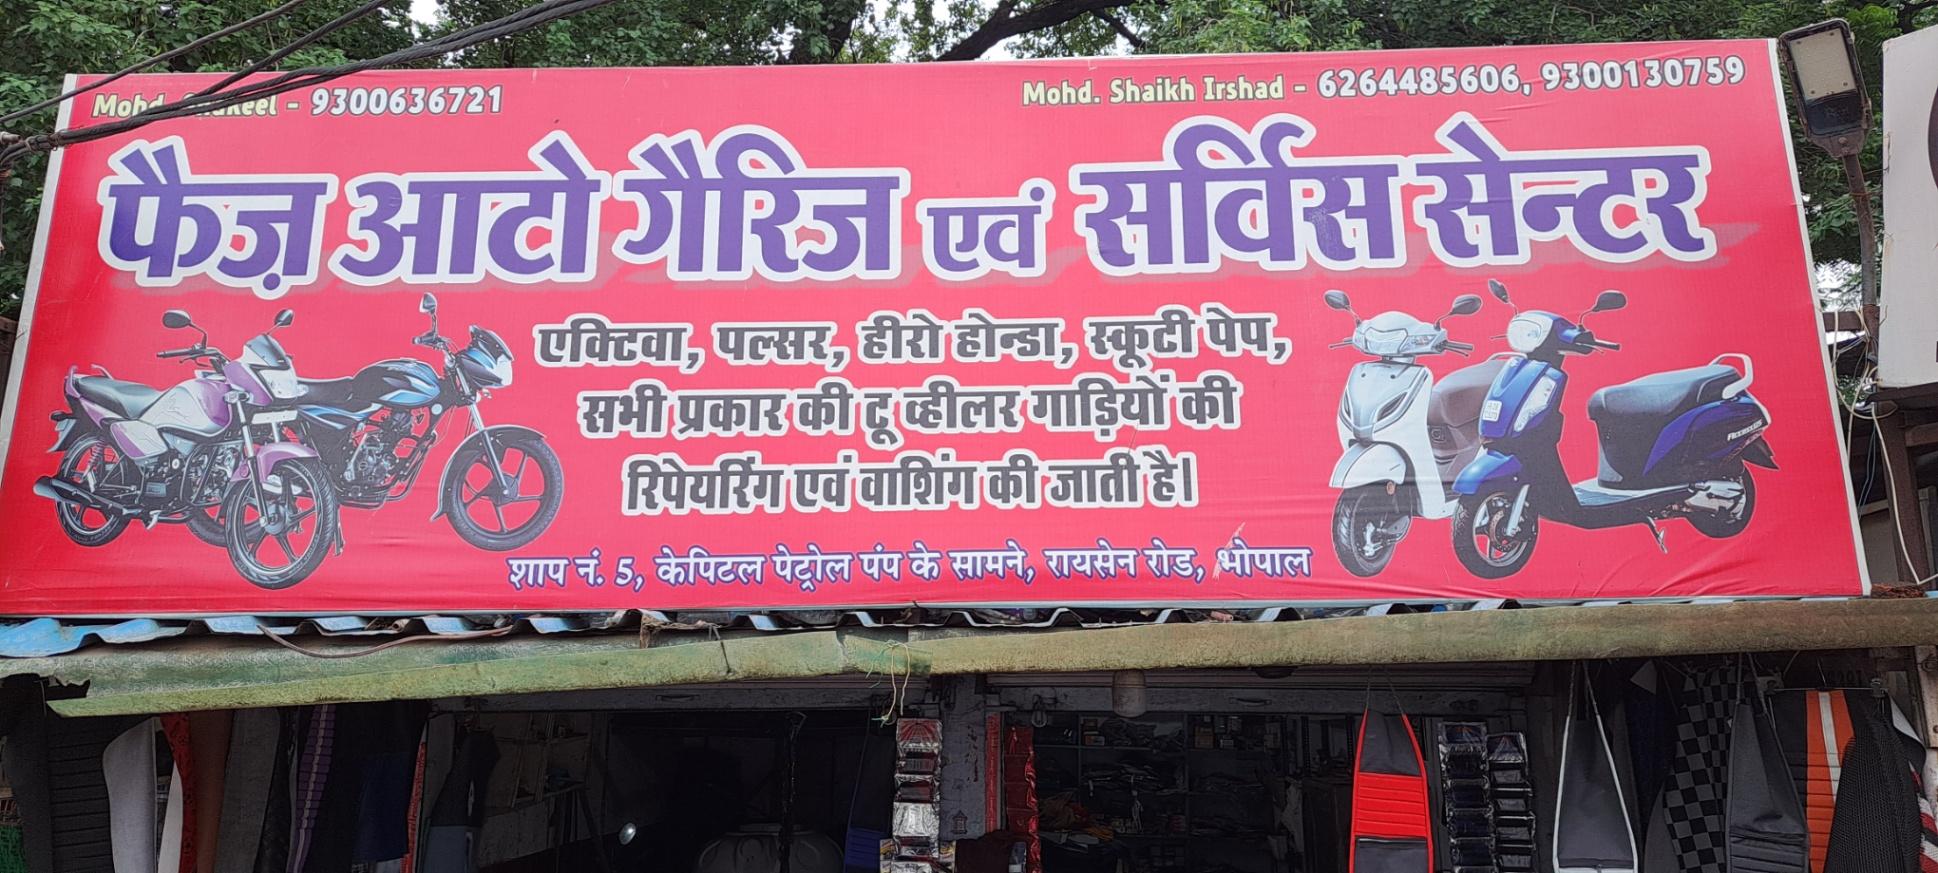 Mohd. Shakeel - 9300636721
Mohd. Shaikh Irshad - 6264485606, 9300130759
फैज़ आटो गैरिज एवं सर्विस सेन्टर
एक्टिवा, पल्सर, हीरो होन्डा, स्कूटी पेप,
सभी प्रकार की टू व्हीलर गाड़ियों की
रिपेयरिंग एवं वाशिंग की जाती है।
शाप नं. 5, केपिटल पेट्रोल पंप के सामने, रायसेन रोड, भोपाल